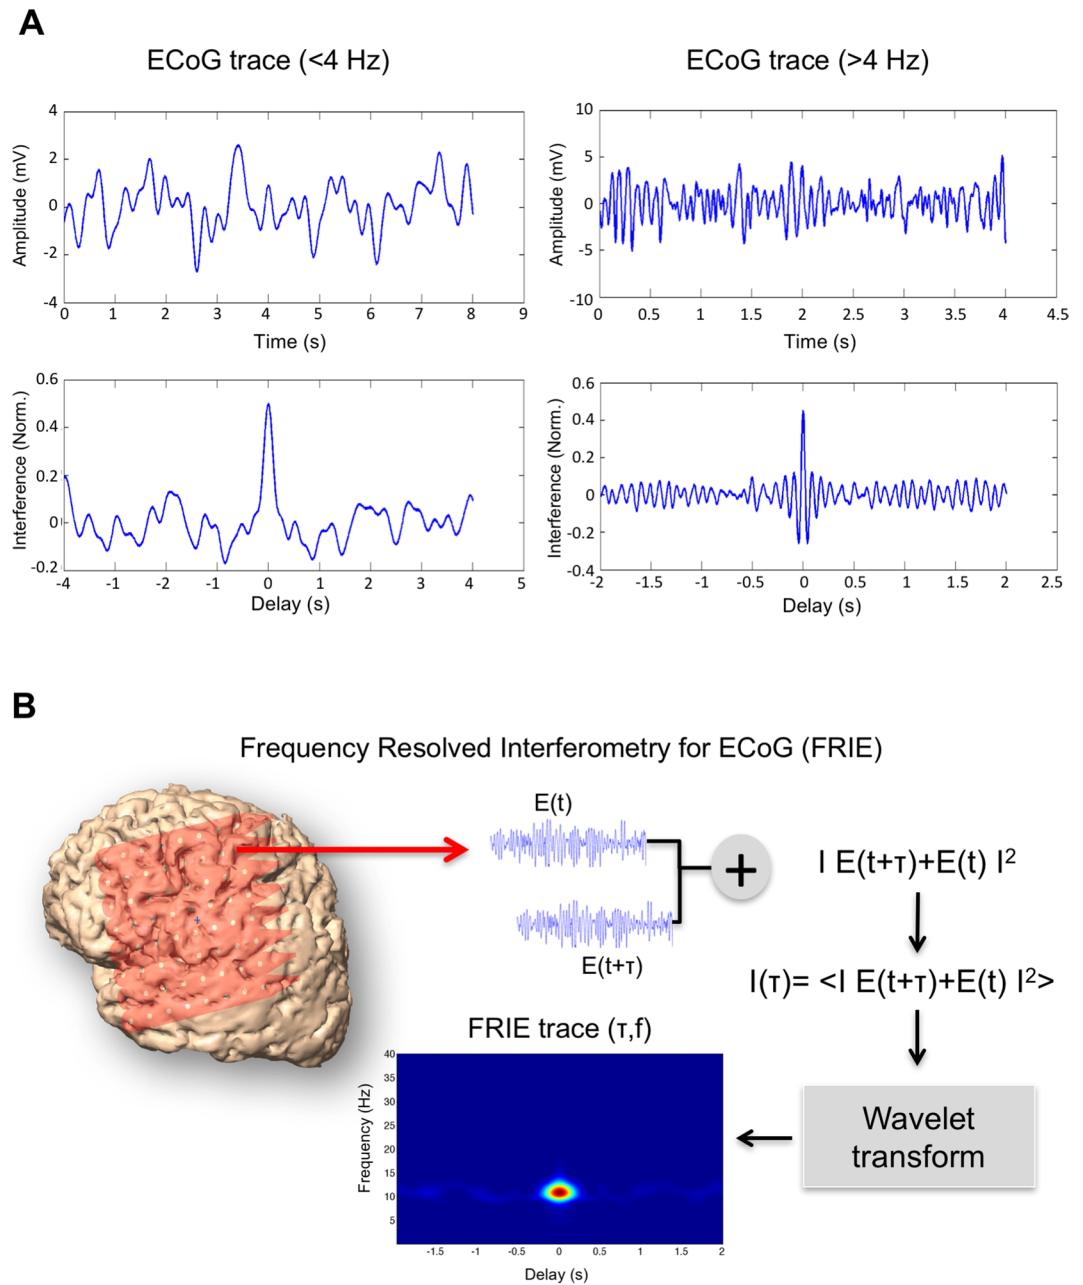 A
ECoG trace (<4 Hz)
ECoG trace (>4 Hz)
Amplitude (mV)
4
2
0
-2
-4
0 1 2 3 4 5 6 7 8 9
Time (s)
Amplitude (mV)
10
5
0
-5
-10
0 0.5 1 1.5 2 2.5 3 3.5 4 4.5
Time (s)
Interference (Norm.)
0.6
0.4
0.2
0
-0.2
-4 -1 -2 -1 0 1 2 3 4 5
Delay (s)
Interference (Norm.)
0.6
0.4
0.2
0
-0.2
-0.4
-2 -1.5 -1 -0.5 0 0.5 1 1.5 2 2.5
Delay (s)
B
Frequency Resolved Interferometry for ECoG (FRIE)
E(t)
+
E(t+τ)
I E(t+τ)+E(t) I²
I(τ)= <I E(t+τ)+E(t) I²>
Wavelet
transform
FRIE trace (τ,f)
Frequency (Hz)
40
35
30
25
20
15
10
5
-1.5 -1 -0.5 0 0.5 1 1.5 2
Delay (s)